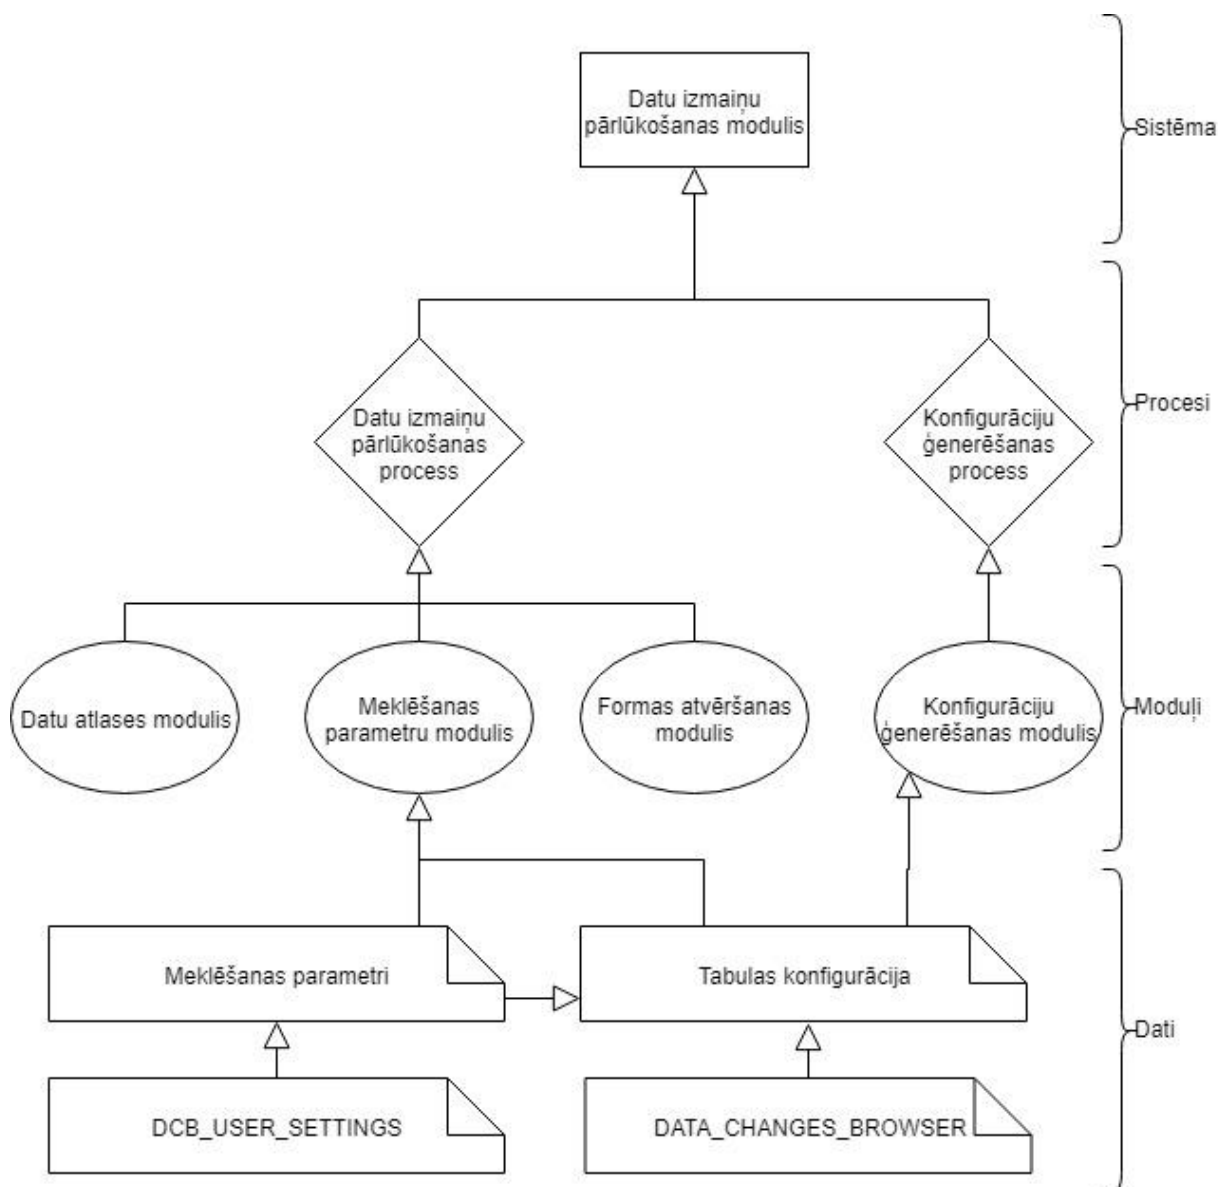 Datu izmaiņu
pārlūkošanas modulis
Sistēma
Datu izmaiņu
pārlūkošanas
process
Konfigurāciju
ģenerēšanas
process
Procesi
Datu atlases modulis
Meklēšanas
parametru modulis
Formas atvēršanas
modulis
Konfigurāciju
ģenerēšanas modulis
Moduļi
Meklēšanas parametri
Tabulas konfigurācija
Dati
DCB_USER_SETTINGS
DATA_CHANGES_BROWSER